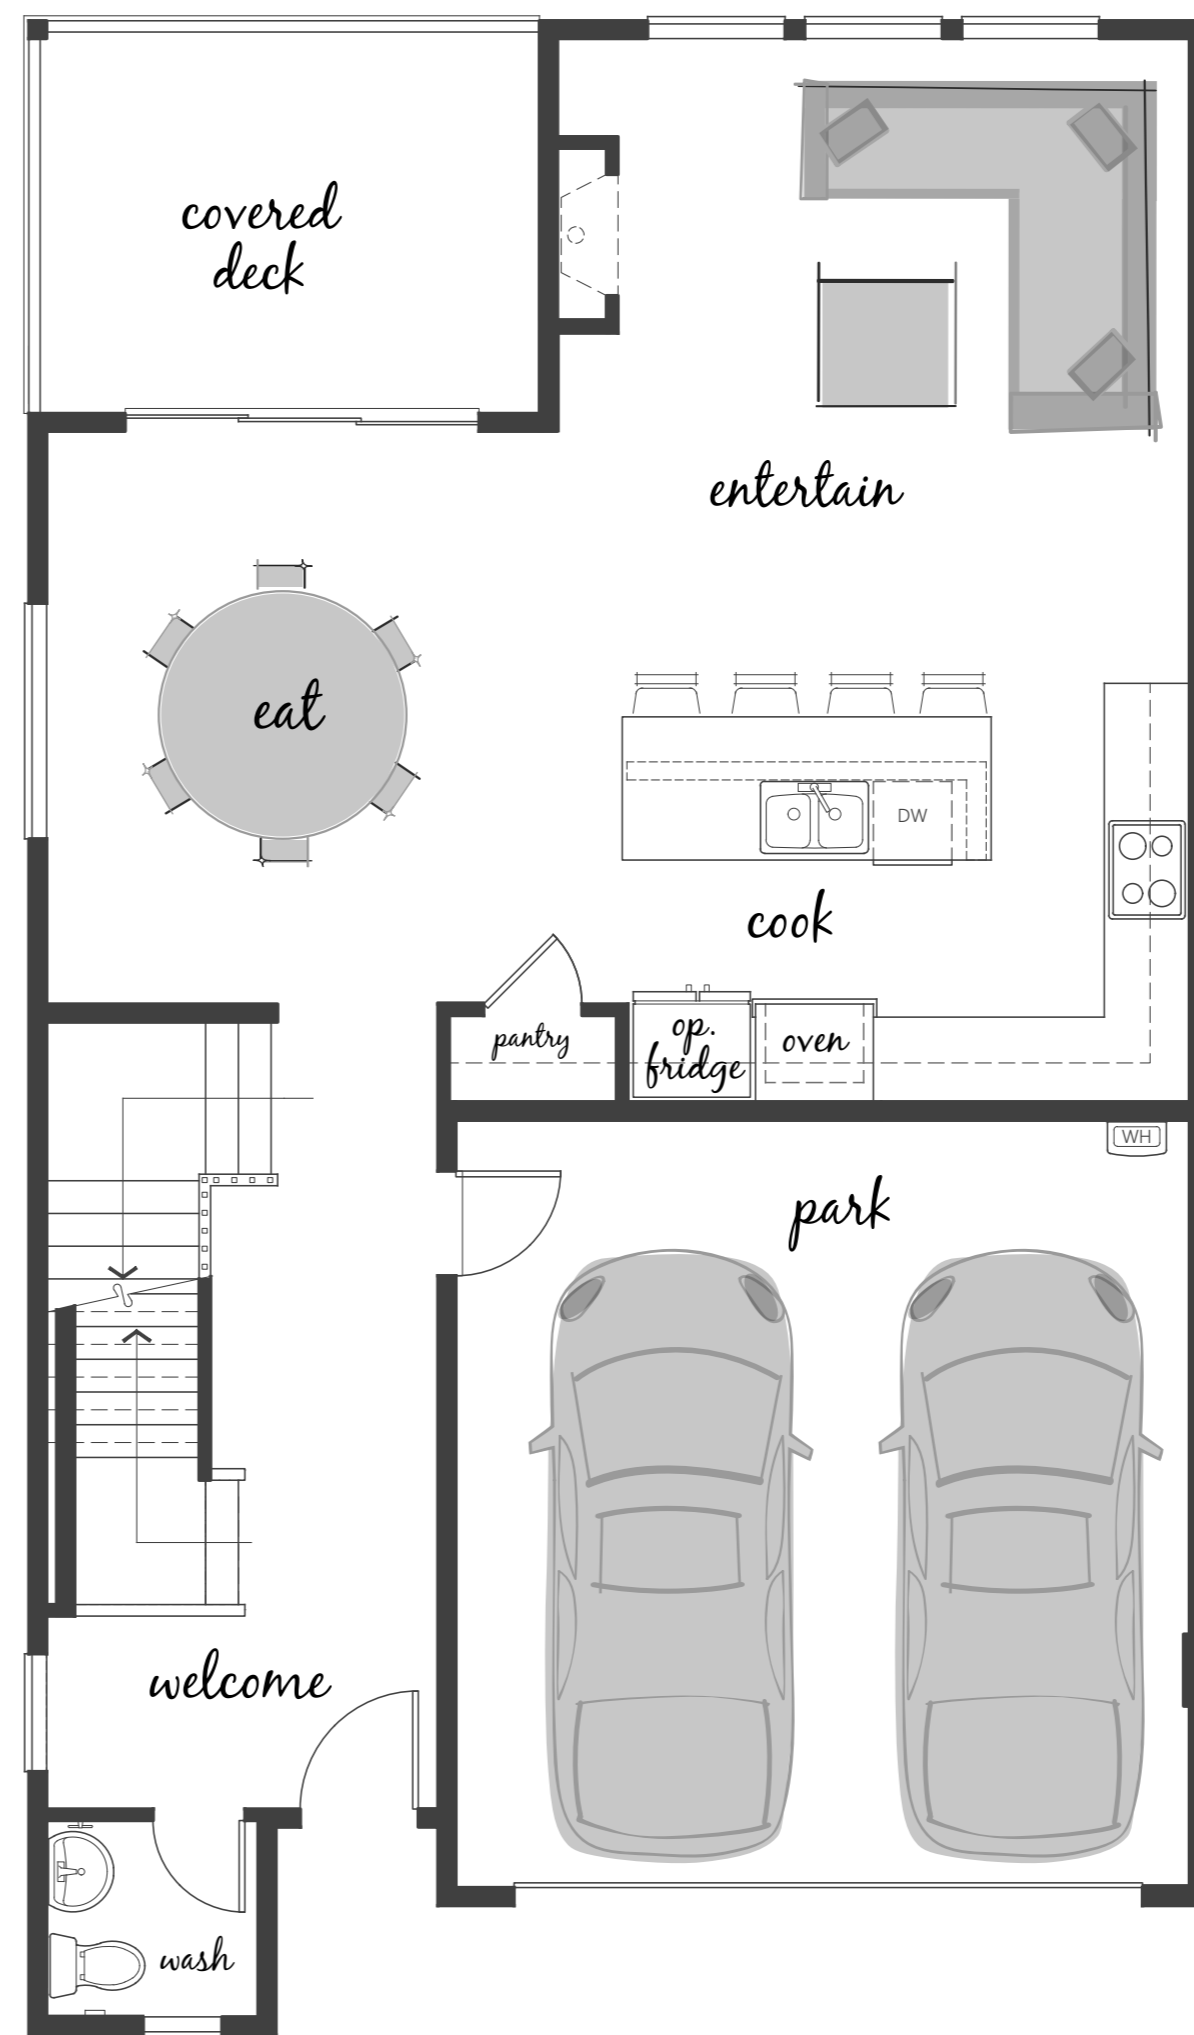 covered
deck
entertain
eat
DW
cook
pantry
op.
fridge
oven
WH
park
welcome
wash